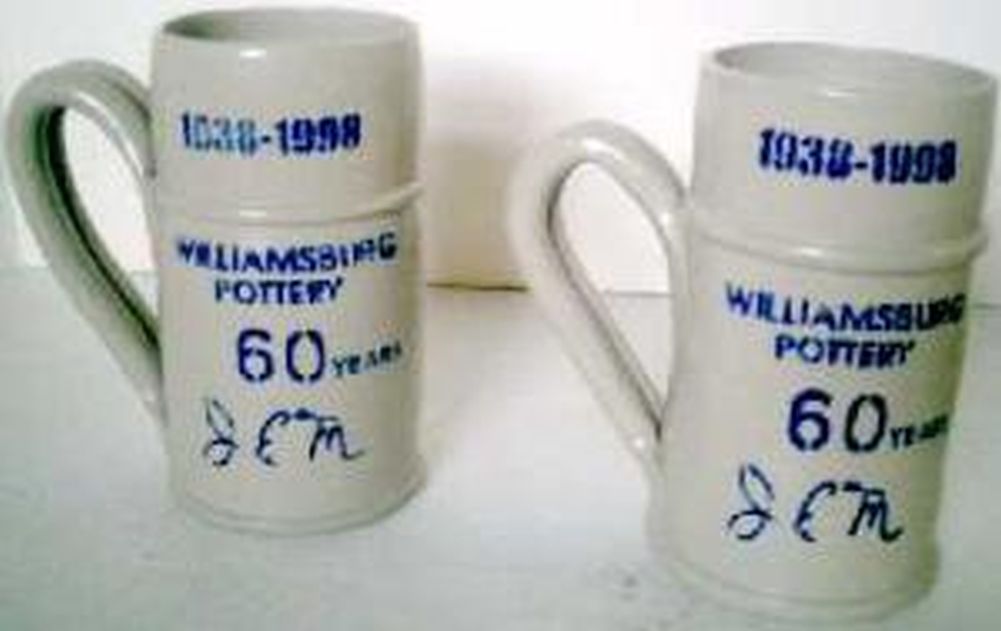 1938-1998
WILLIAMSBURG
POTTERY
60 YEARS
J E M
1938-1998
WILLIAMSBURG
POTTERY
60 YEARS
J E M